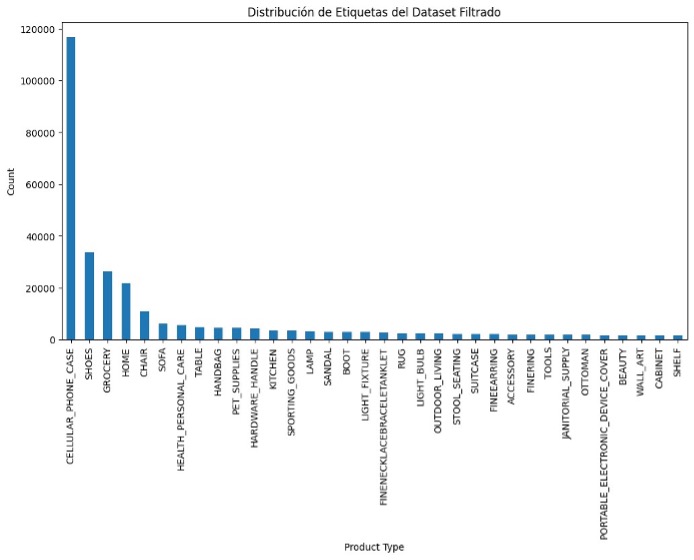 Distribución de Etiquetas del Dataset Filtrado
120000
100000
80000
60000
40000
20000
0
Count
CELLULAR_PHONE_CASE
SHOES
GROCERY
HOME
CHAIR
SOFA
HEALTH_PERSONAL_CARE
TABLE
HANDBAG
PET_SUPPLIES
HARDWARE_HANDLE
KITCHEN
SPORTING_GOODS
LAMP
SANDAL
BOOT
LIGHT_FIXTURE
FINENECKLACEBRACELETANKLET
RUG
LIGHT_BULB
OUTDOOR_LIVING
STOOL_SEATING
SUITCASE
FINEEARRING
ACCESSORY
FINERING
TOOLS
JANITORIAL_SUPPLY
OTTOMAN
PORTABLE_ELECTRONIC_DEVICE_COVER
BEAUTY
WALL_ART
CABINET
SHELF
Product Type